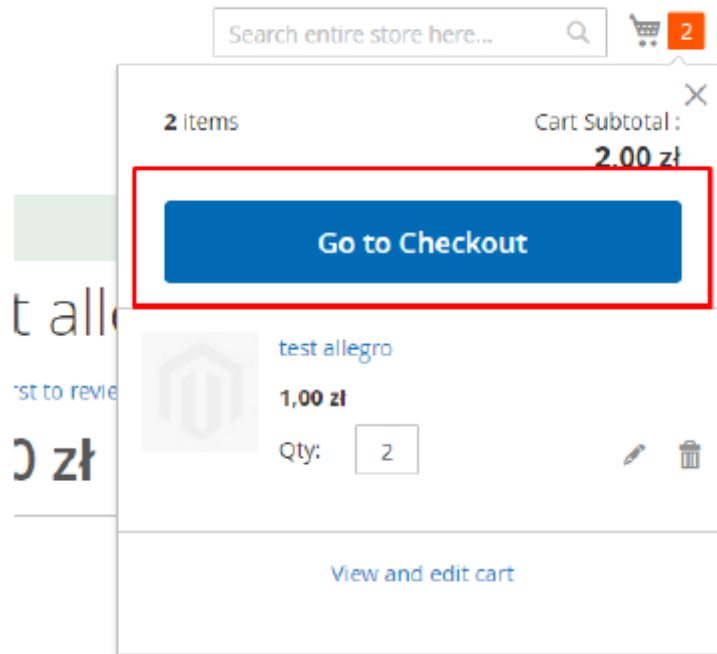 Search entire store here...
2
2 items
Cart Subtotal :
2,00 zł
Go to Checkout
t all
test allegro
rst to revie
1,00 zł
0 zł
Qty: 2
View and edit cart